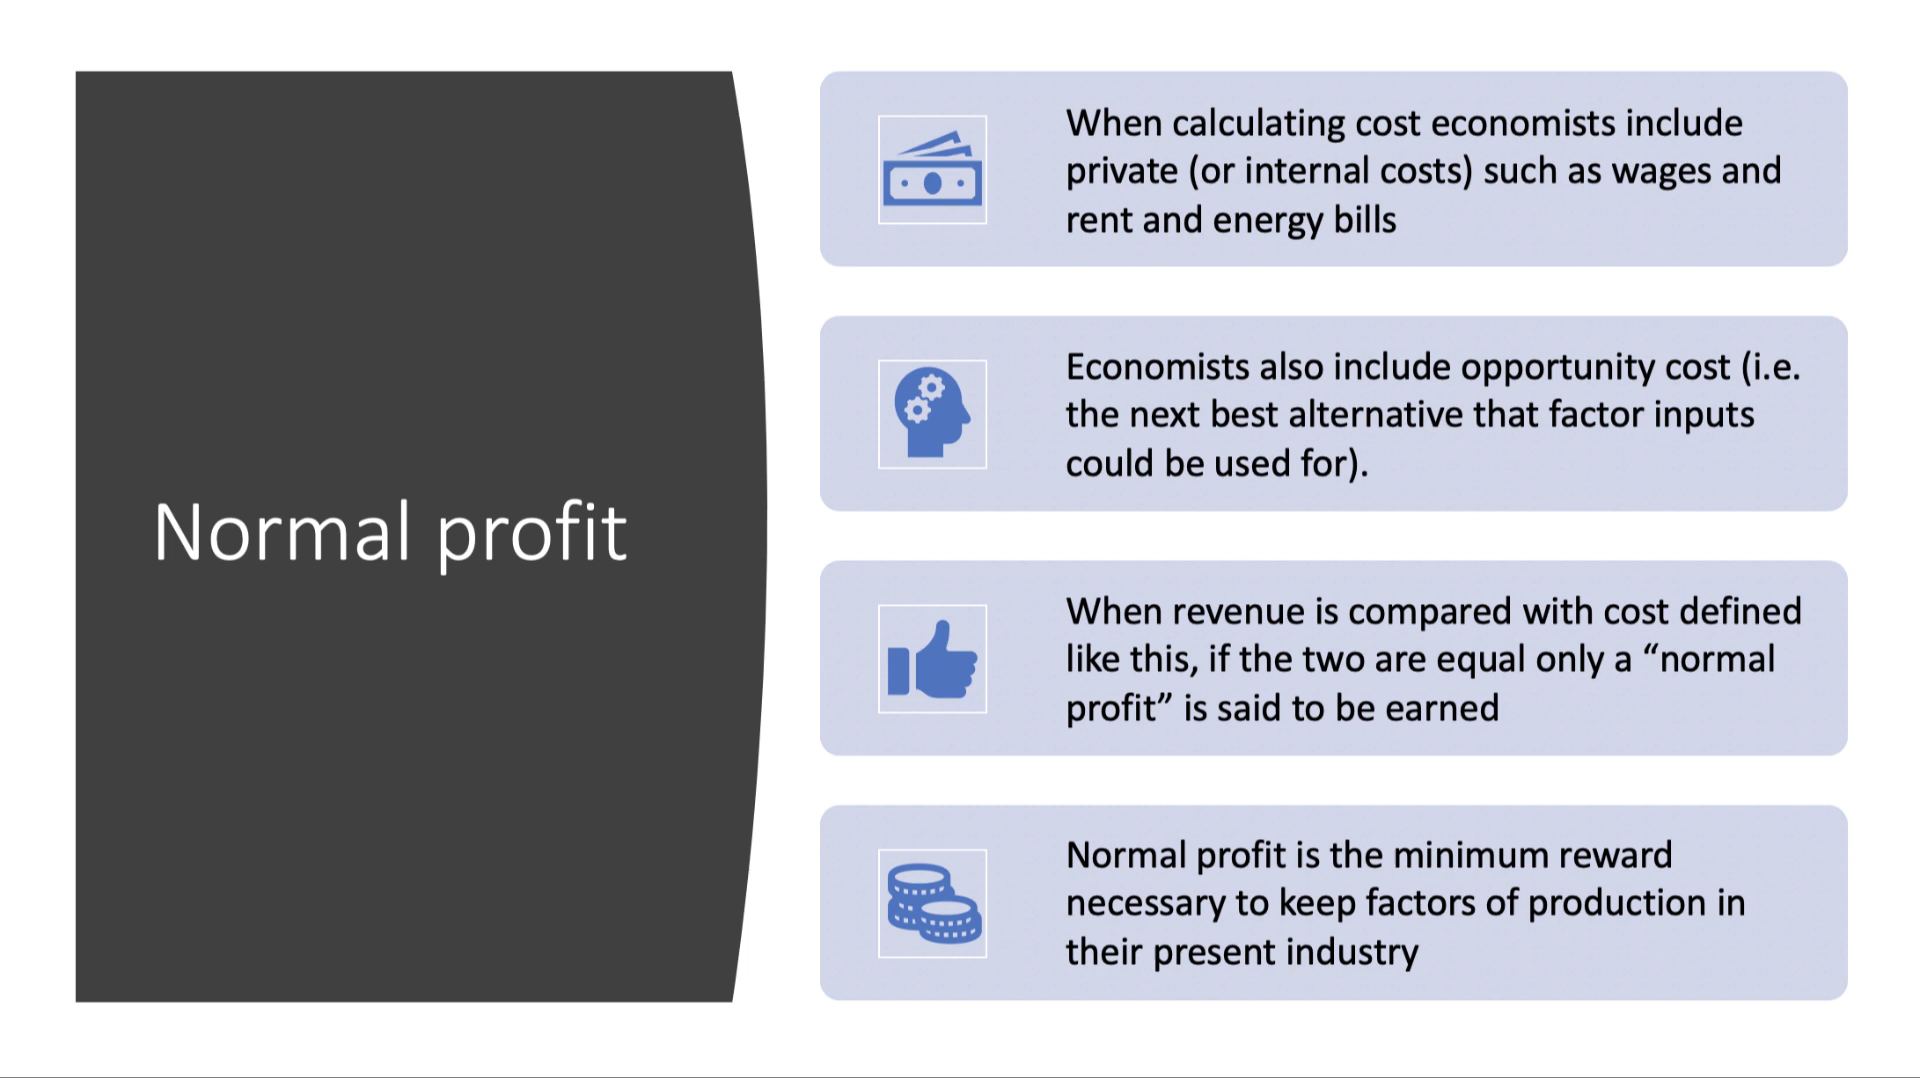 Normal profit
When calculating cost economists include
private (or internal costs) such as wages and
rent and energy bills
Economists also include opportunity cost (i.e.
the next best alternative that factor inputs
could be used for).
When revenue is compared with cost defined
like this, if the two are equal only a “normal
profit” is said to be earned
Normal profit is the minimum reward
necessary to keep factors of production in
their present industry